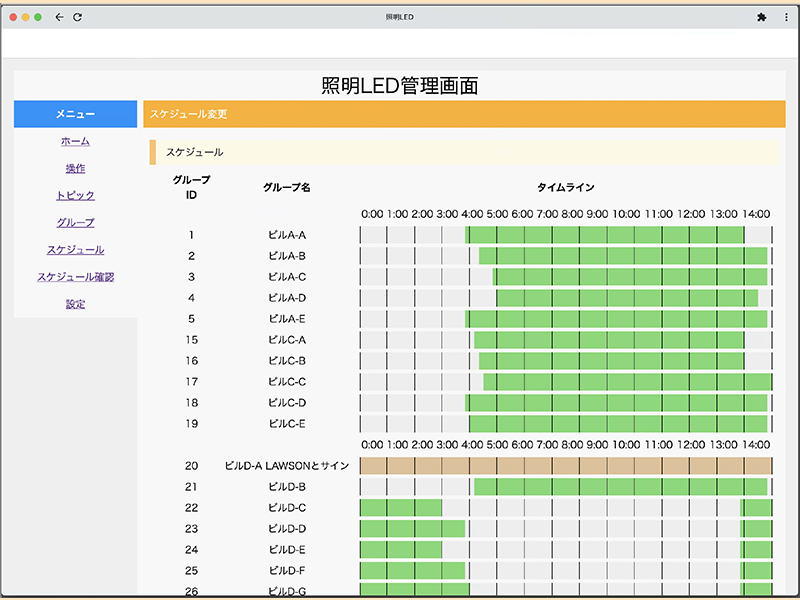 照明LED
照明LED管理画面
メニュー
ホーム
操作
トピック
グループ
スケジュール
スケジュール確認
設定
スケジュール変更
スケジュール
グループ ID グループ名 タイムライン
0:00 1:00 2:00 3:00 4:00 5:00 6:00 7:00 8:00 9:00 10:00 11:00 12:00 13:00 14:00
1 ビルA-A
2 ビルA-B
3 ビルA-C
4 ビルA-D
5 ビルA-E
15 ビルC-A
16 ビルC-B
17 ビルC-C
18 ビルC-D
19 ビルC-E
0:00 1:00 2:00 3:00 4:00 5:00 6:00 7:00 8:00 9:00 10:00 11:00 12:00 13:00 14:00
20 ビルD-A LAWSONとサイン
21 ビルD-B
22 ビルD-C
23 ビルD-D
24 ビルD-E
25 ビルD-F
26 ビルD-G